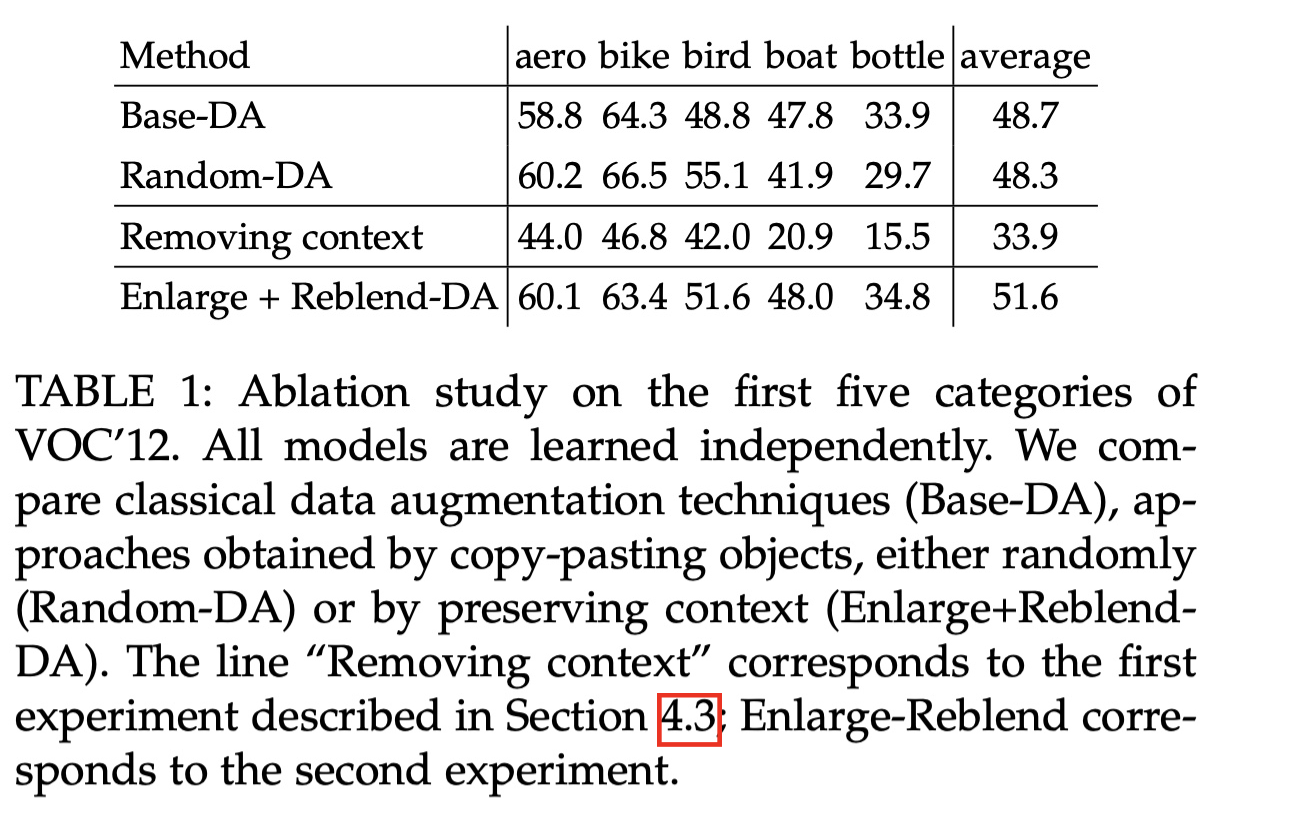 Method aero bike bird boat bottle average
Base-DA 58.8 64.3 48.8 47.8 33.9 48.7
Random-DA 60.2 66.5 55.1 41.9 29.7 48.3
Removing context 44.0 46.8 42.0 20.9 15.5 33.9
Enlarge + Reblend-DA 60.1 63.4 51.6 48.0 34.8 51.6
TABLE 1: Ablation study on the first five categories of
VOC’12. All models are learned independently. We com-
pare classical data augmentation techniques (Base-DA), ap-
proaches obtained by copy-pasting objects, either randomly
(Random-DA) or by preserving context (Enlarge+Reblend-
DA). The line “Removing context” corresponds to the first
experiment described in Section 4.3; Enlarge-Reblend corre-
sponds to the second experiment.